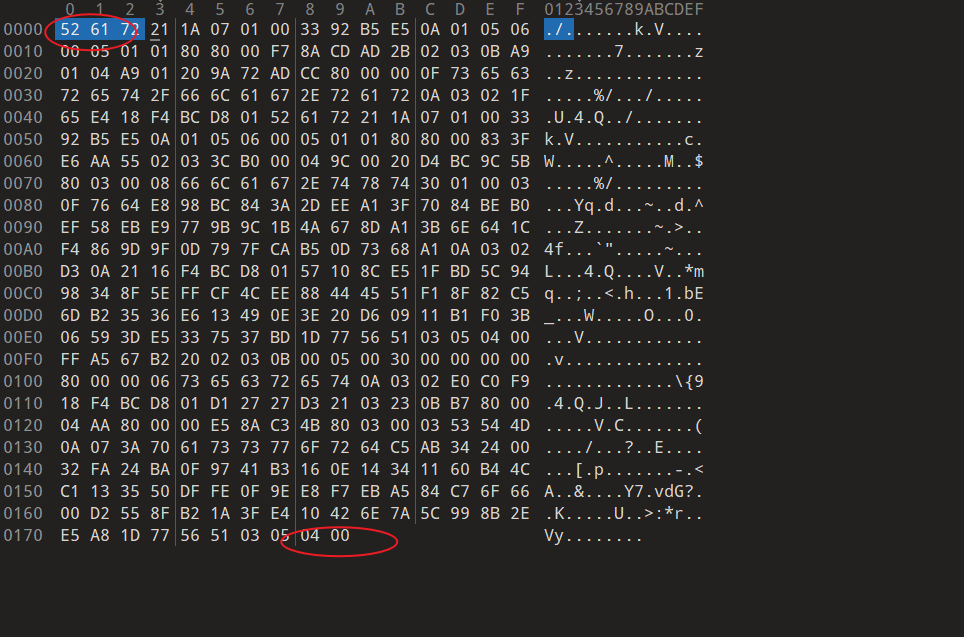 0 1 2 3 4 5 6 7 8 9 A B C D E F 0123456789ABCDEF
0000 52 61 72 21 1A 07 01 00 33 92 B5 E5 0A 01 05 06 ./.......k.V....
0010 00 05 01 01 80 80 00 F7 8A CD AD 2B 02 03 0B A9 .......7.......z
0020 01 04 A9 01 20 9A 72 AD CC 80 00 00 0F 73 65 63 ..z.............
0030 72 65 74 2F 66 6C 61 67 2E 72 61 72 0A 03 02 1F .....%/.../.....
0040 65 E4 18 F4 BC D8 01 52 61 72 21 1A 07 01 00 33 .U.4.Q../.......
0050 92 B5 E5 0A 01 05 06 00 05 01 01 80 80 00 83 3F k.V...........c.
0060 E6 AA 55 02 03 3C B0 00 04 9C 00 20 D4 BC 9C 5B W.....^.....M..$
0070 80 03 00 08 66 6C 61 67 2E 74 78 74 30 01 00 03 .....%/.........
0080 0F 76 64 E8 98 BC 84 3A 2D EE A1 3F 70 84 BE B0 ...Yq.d...~..d.^
0090 EF 58 EB E9 77 9B 9C 1B 4A 67 8D A1 3B 6E 64 1C ...Z.......~.>..
00A0 F4 86 9D 9F 0D 79 7F CA B5 0D 73 68 A1 0A 03 02 4f...`".....~....
00B0 D3 0A 21 16 F4 BC D8 01 57 10 8C E5 1F BD 5C 94 L...4.Q....V..*m
00C0 98 34 8F 5E FF CF 4C EE 88 44 45 51 F1 8F 82 C5 q..;..<.h...1.bE
00D0 6D B2 35 36 E6 13 49 0E 3E 20 D6 09 11 B1 F0 3B _...W.....O...0.
00E0 06 59 3D E5 33 75 37 BD 1D 77 56 51 03 05 04 00 ...V............
00F0 FF A5 67 B2 20 02 03 0B 00 05 00 30 00 00 00 00 .v..............
0100 80 00 00 06 73 65 63 72 65 74 0A 03 02 E0 C0 F9 .............\{9
0110 18 F4 BC D8 01 D1 27 27 D3 21 03 23 0B B7 80 00 .4.Q.J..L.......
0120 04 AA 80 00 00 E5 8A C3 4B 80 03 00 03 53 54 4D .....V.C.......(
0130 0A 07 3A 70 61 73 73 77 6F 72 64 C5 AB 34 24 00 ..../...?..E....
0140 32 FA 24 BA 0F 97 41 B3 16 0E 14 34 11 60 B4 4C ...[.p.......-.<
0150 C1 13 35 50 DF FE 0F 9E E8 F7 EB A5 84 C7 6F 66 A..&....Y7.vdG?.
0160 00 D2 55 8F B2 1A 3F E4 10 42 6E 7A 5C 99 8B 2E .K.....U..>:*r..
0170 E5 A8 1D 77 56 51 03 05 04 00 Vy........